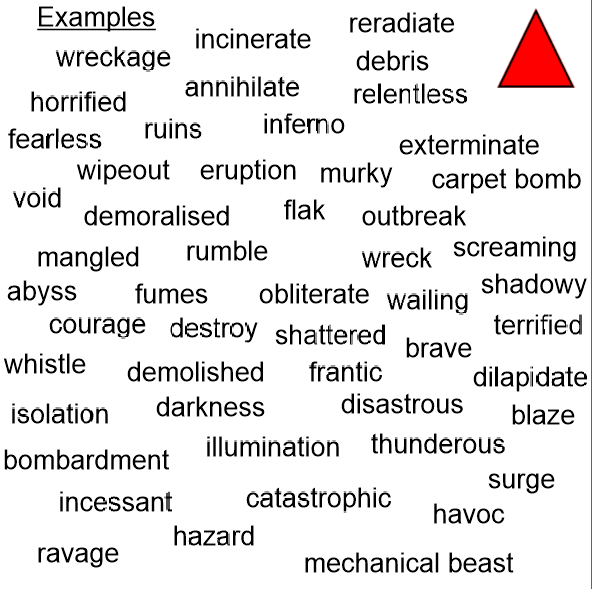 Examples
reradiate
incinerate
wreckage
debris
annihilate
relentless
horrified
inferno
ruins
fearless
exterminate
wipeout
eruption
murky
carpet bomb
void
demoralised
flak
outbreak
mangled
rumble
wreck
screaming
abyss
fumes
obliterate
wailing
shadowy
courage
destroy
shattered
brave
terrified
whistle
demolished
frantic
dilapidate
isolation
darkness
disastrous
blaze
bombardment
illumination
thunderous
surge
incessant
catastrophic
havoc
hazard
ravage
mechanical beast